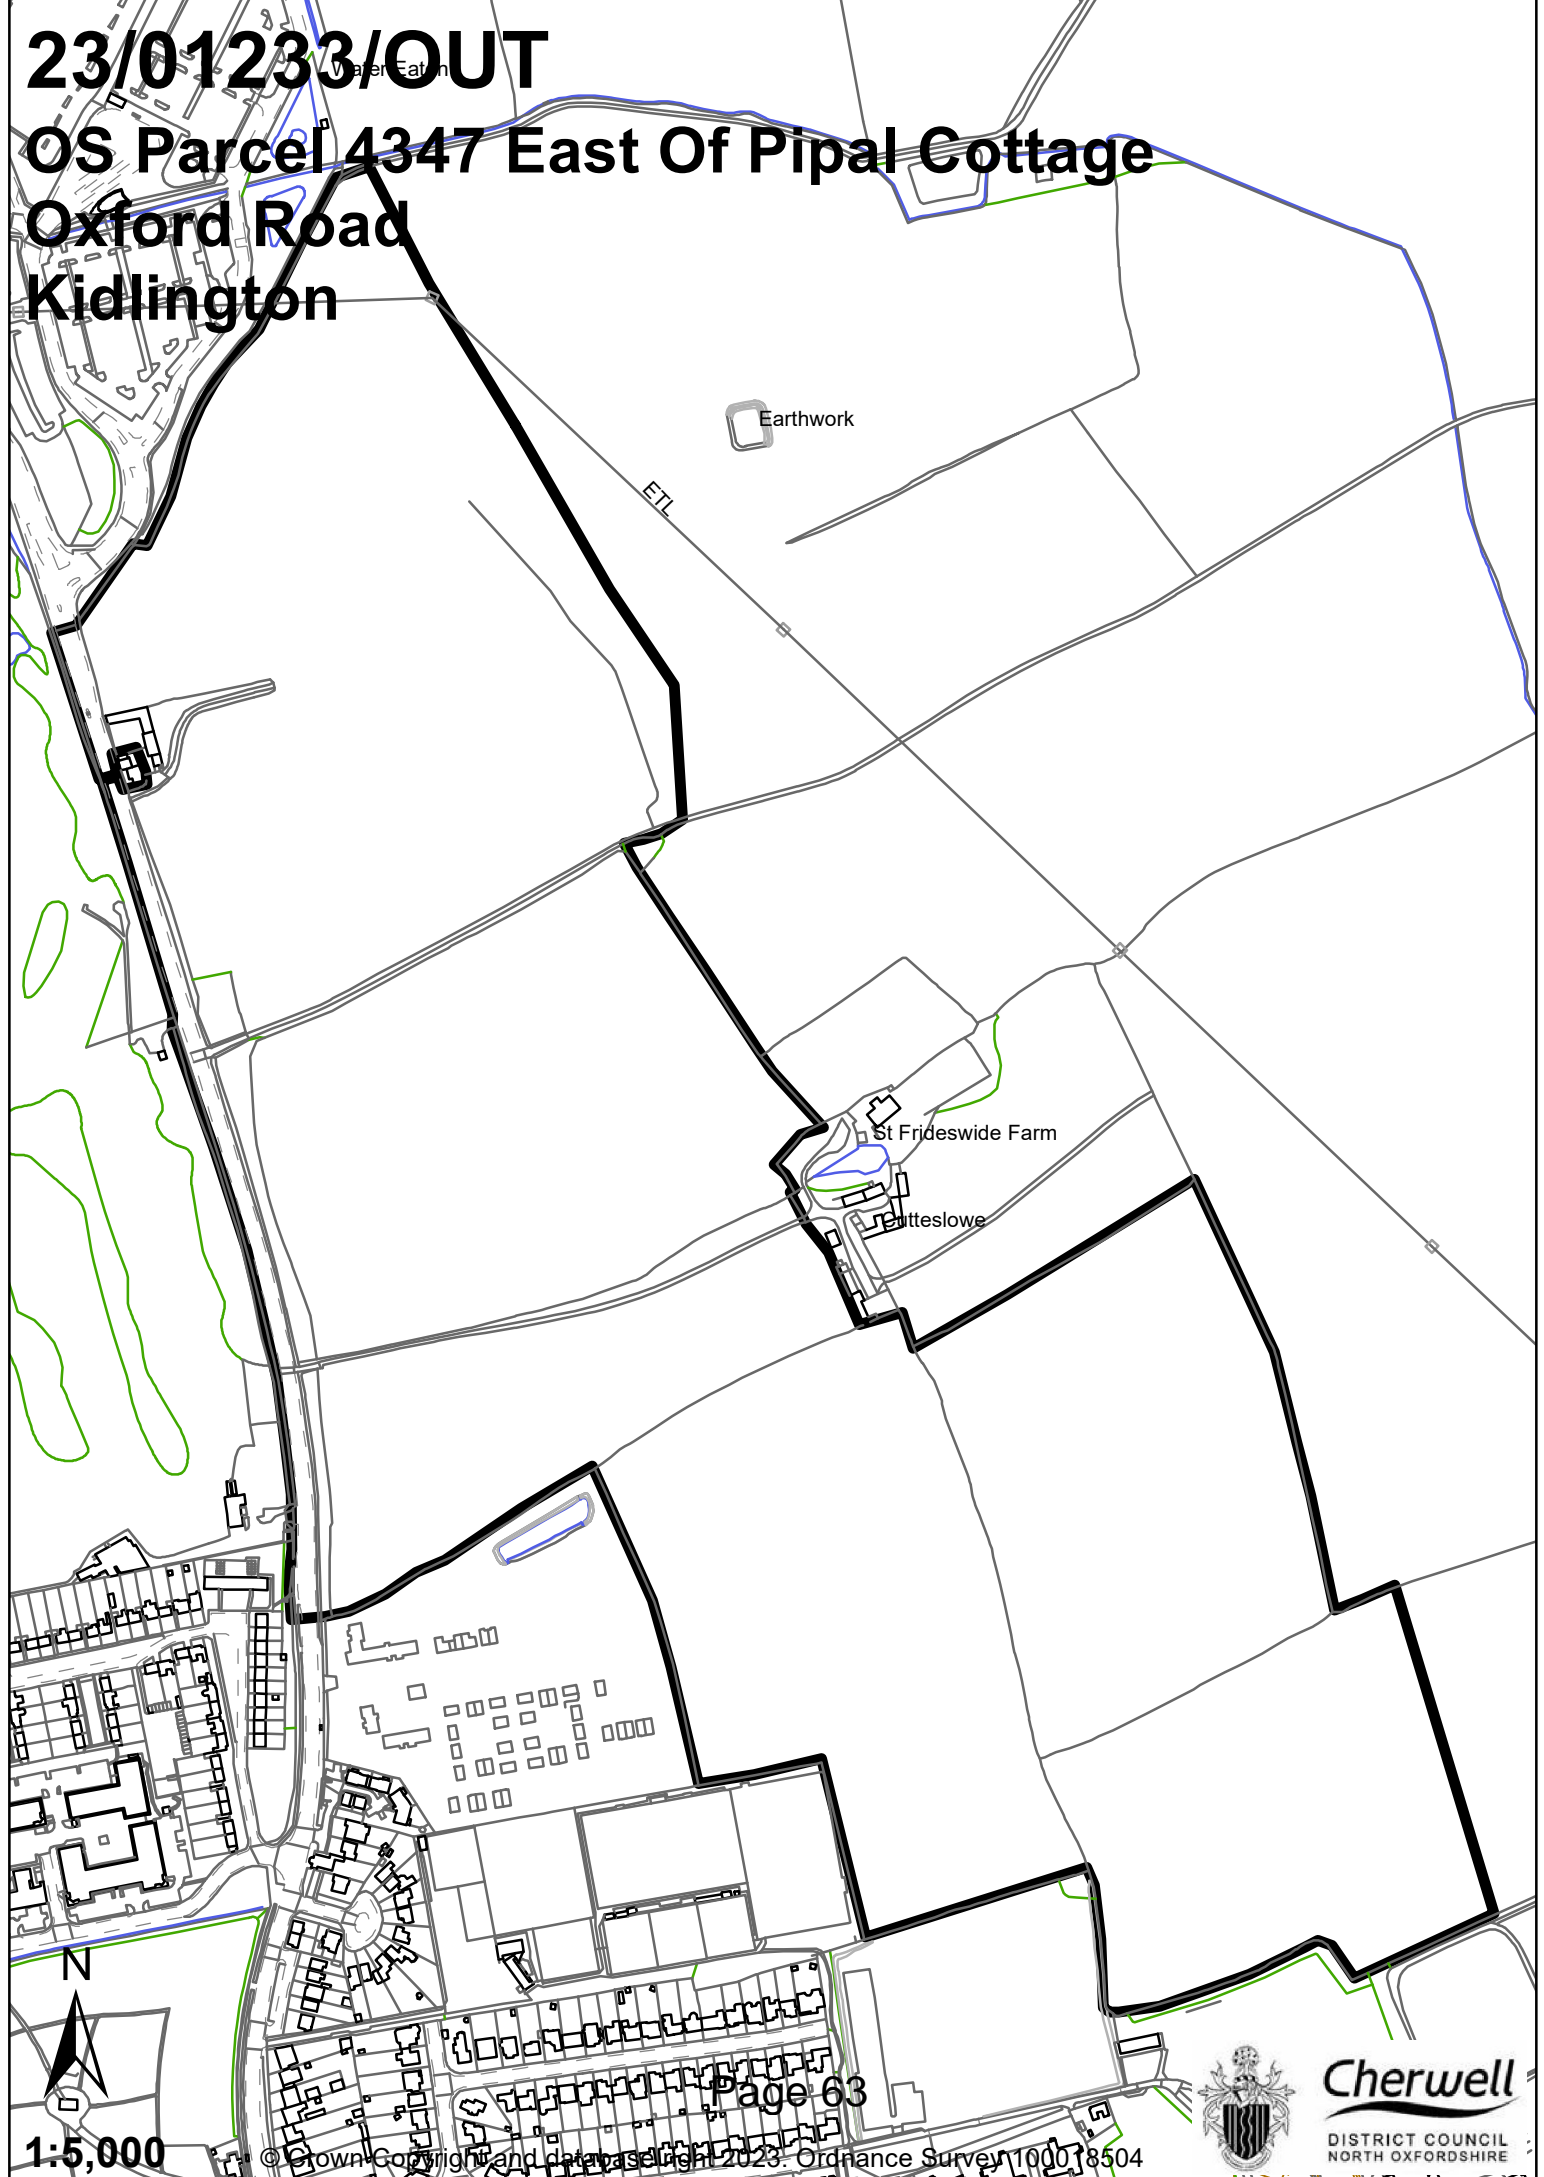 23/01233/OUT
Water Eaton
OS Parcel 4347 East Of Pipal Cottage
Oxford Road
Kidlington
Earthwork
ETL
St Frideswide Farm
Cutteslowe
N
Page 63
Cherwell
DISTRICT COUNCIL
NORTH OXFORDSHIRE
1:5,000
© Crown Copyright and database right 2023. Ordnance Survey 100018504